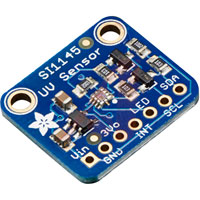 SI1145
UV Sensor
Vin
GND
3Vo
INT
LED
SCL
SDA